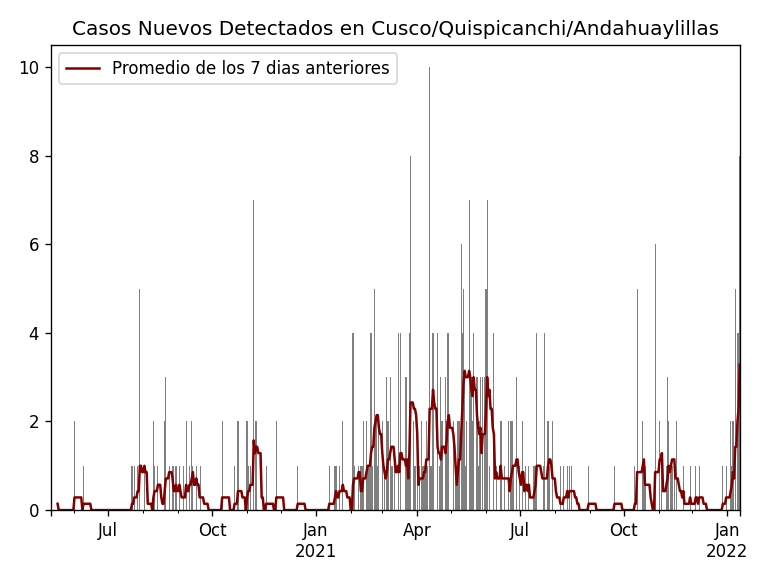 Casos Nuevos Detectados en Cusco/Quispicanchi/Andahuaylillas
Promedio de los 7 dias anteriores
10
8
6
4
2
0
Jul
Oct
Jan
2021
Apr
Jul
Oct
Jan
2022